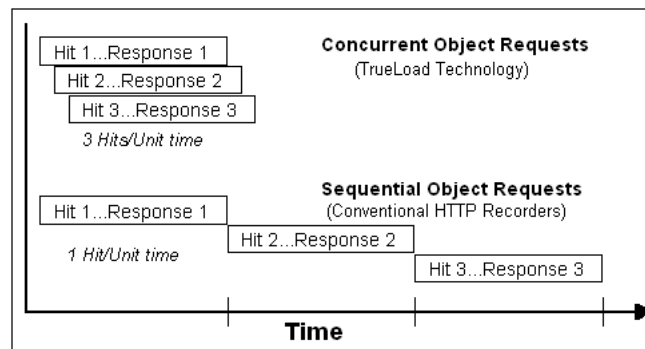 Hit 1...Response 1
Hit 2...Response 2
Hit 3...Response 3
3 Hits/Unit time
Concurrent Object Requests
(TrueLoad Technology)
Sequential Object Requests
(Conventional HTTP Recorders)
Hit 1...Response 1
Hit 2...Response 2
Hit 3...Response 3
1 Hit/Unit time
Time